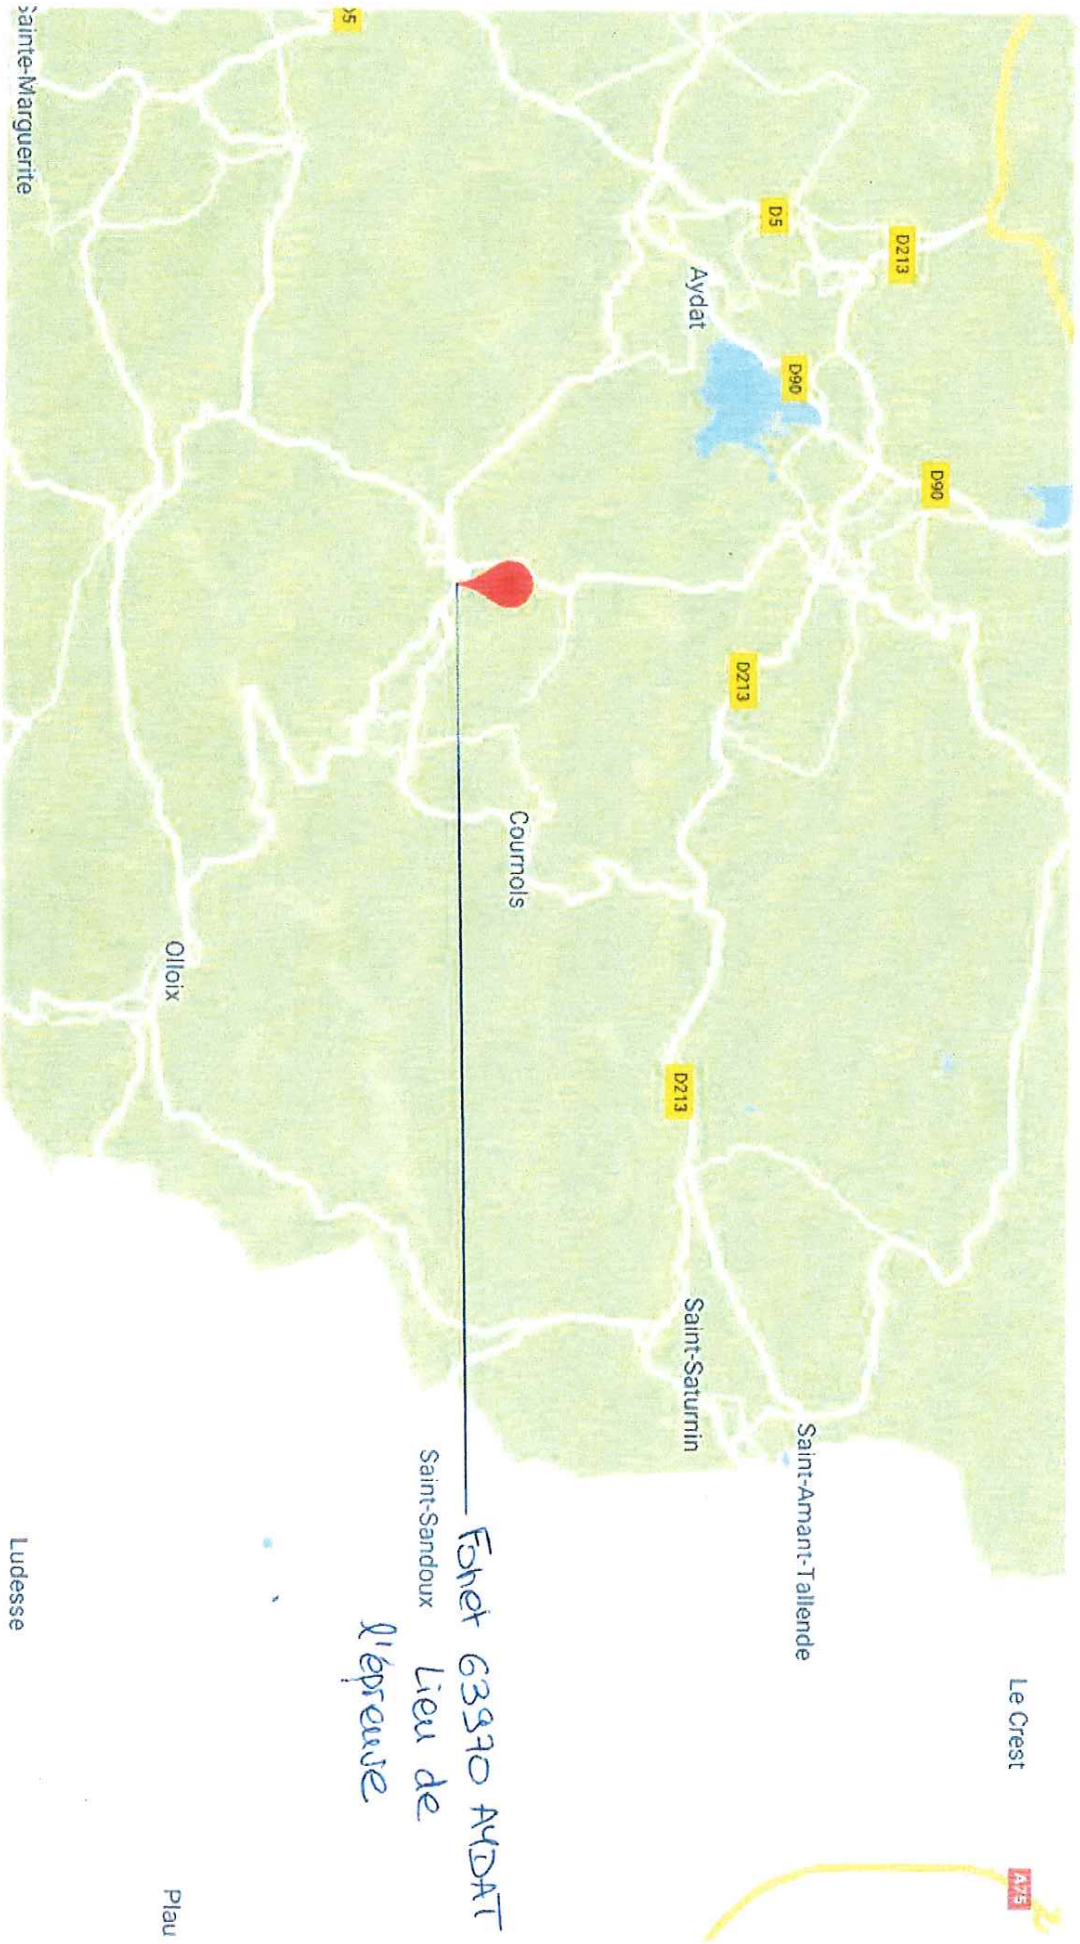 Le Crest
A75
D213
D90
D90
D5
D5
Aydat
D213
D213
Saint-Amant-Tallende
Saint-Saturnin
Cournols
Saint-Sandoux
Fohet 63970 AYDAT
Lieu de
l'épreuve
Olloix
Plau
Sainte-Marguerite
Ludesse